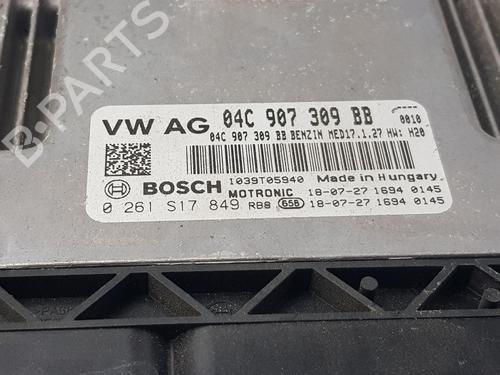 B-PARTS
VW AG 04C 907 309 BB 0010
04C 907 309 BB BENZIN MED17.1.27 HW: H20
BOSCH 1039T05940 Made in Hungary
MOTRONIC 18-07-27 1694 0145
0 261 S17 849 RBB 65B 18-07-27 1694 0145